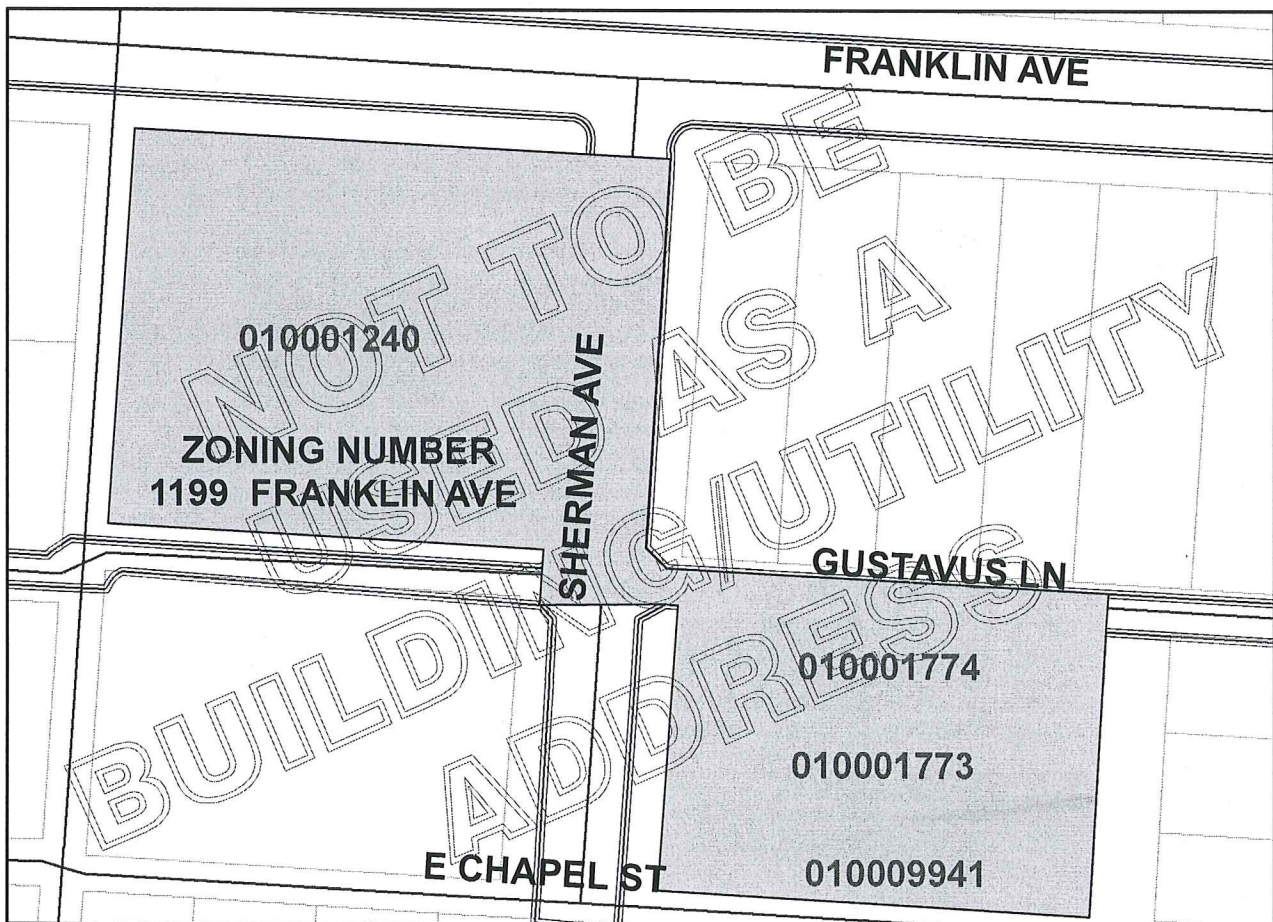 FRANKLIN AVE
010001240
ZONING NUMBER
1199 FRANKLIN AVE
SHERMAN AVE
GUSTAVUS LN
010001774
010001773
010009941
E CHAPEL ST
NOT TO BE
USED AS A
BUILDING/UTILITY
ADDRESS